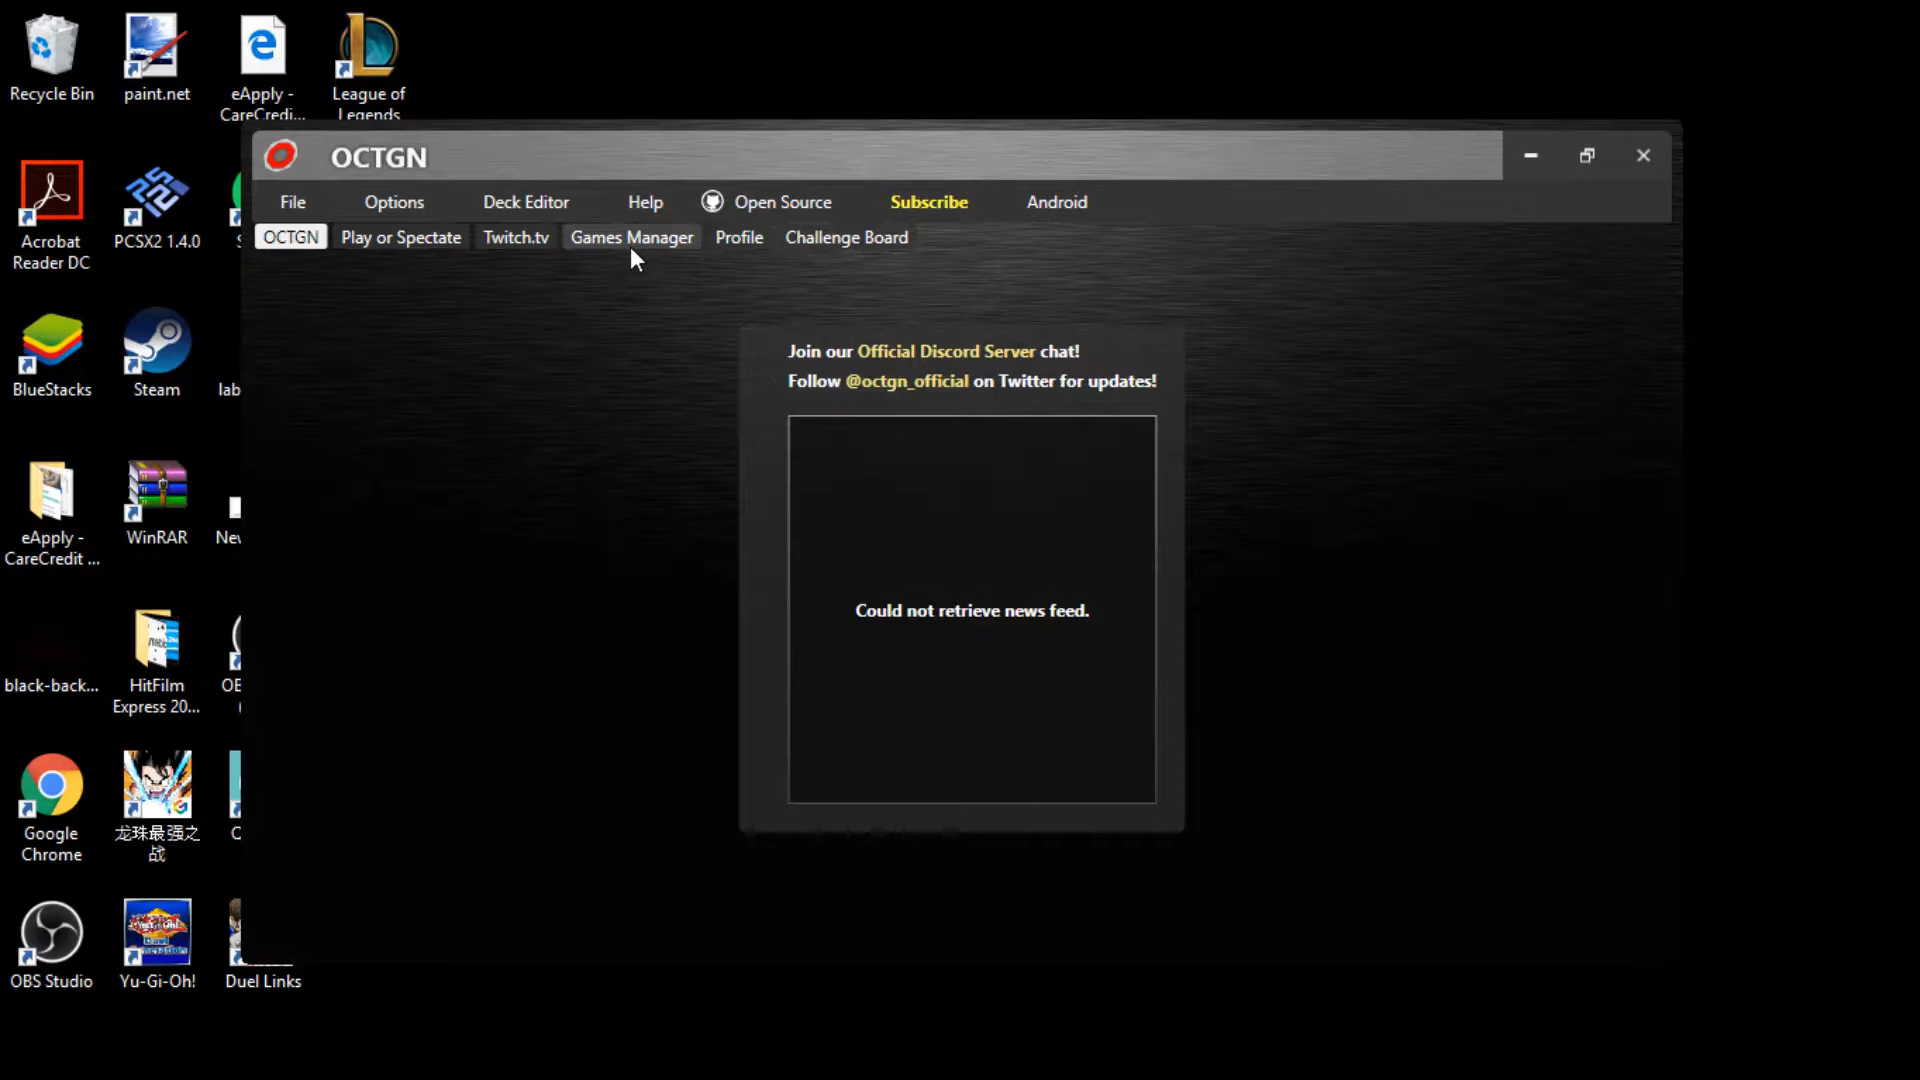 Recycle Bin
paint.net
eApply -
CareCredi...
League of
Legends
Acrobat
Reader DC
PCSX2 1.4.0
BlueStacks
Steam
lab
eApply -
CareCredit ...
WinRAR
New
black-back...
HitFilm
Express 20...
Google
Chrome
龙珠最强之
战
OBS Studio
Yu-Gi-Oh!
Duel Links
OCTGN
File
Options
Deck Editor
Help
Open Source
Subscribe
Android
OCTGN
Play or Spectate
Twitch.tv
Games Manager
Profile
Challenge Board
Join our Official Discord Server chat!
Follow @octgn_official on Twitter for updates!
Could not retrieve news feed.